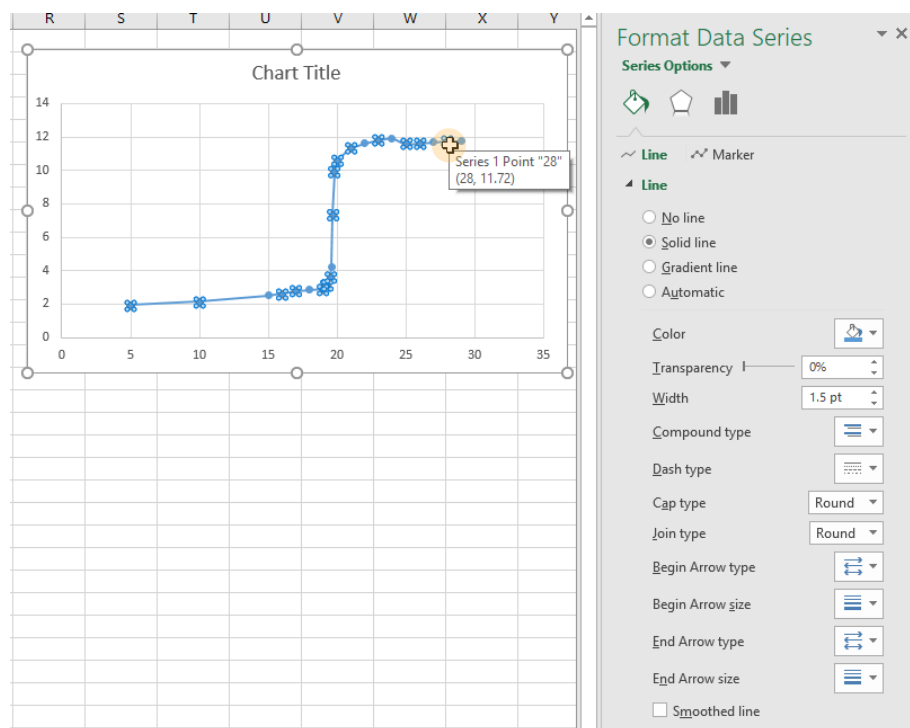 R S T U V W X Y
Chart Title
14
12
10
8
6
4
2
0
0 5 10 15 20 25 30 35
Series 1 Point "28"
(28, 11.72)
Format Data Series
Series Options
Line Marker
Line
No line
Solid line
Gradient line
Automatic
Color
Transparency 0%
Width 1.5 pt
Compound type
Dash type
Cap type Round
Join type Round
Begin Arrow type
Begin Arrow size
End Arrow type
End Arrow size
Smoothed line